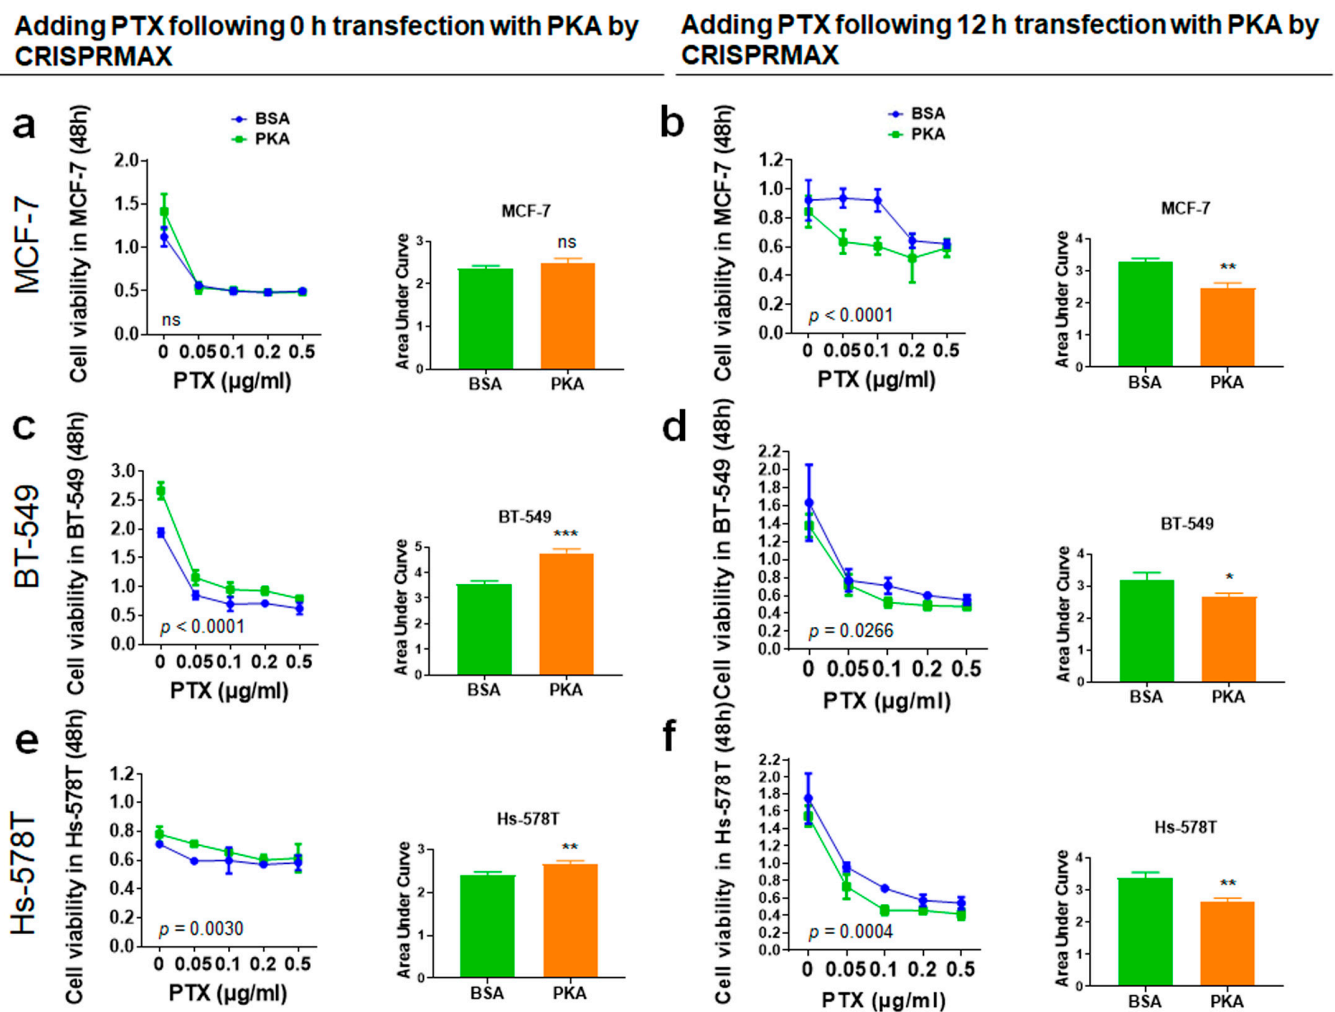 Adding PTX following 0 h transfection with PKA by
CRISPRMAX
Adding PTX following 12 h transfection with PKA by
CRISPRMAX
a
MCF-7
Cell viability in MCF-7 (48h)
BSA
PKA
2.0
1.5
1.0
0.5
0.0
ns
0 0.05 0.1 0.2 0.5
PTX (µg/ml)
MCF-7
Area Under Curve
3
2
1
0
ns
BSA PKA
b
Cell viability in MCF-7 (48h)
BSA
PKA
1.2
1.0
0.8
0.6
0.4
0.2
0.0
p < 0.0001
0 0.05 0.1 0.2 0.5
PTX (µg/ml)
MCF-7
Area Under Curve
4
3
2
1
0
**
BSA PKA
c
BT-549
Cell viability in BT-549 (48h)
3.0
2.5
2.0
1.5
1.0
0.5
0.0
p < 0.0001
0 0.05 0.1 0.2 0.5
PTX (µg/ml)
BT-549
Area Under Curve
5
4
3
2
1
0
***
BSA PKA
d
Cell viability in BT-549 (48h)
2.2
2.0
1.8
1.6
1.4
1.2
1.0
0.8
0.6
0.4
0.2
0.0
p = 0.0266
0 0.05 0.1 0.2 0.5
PTX (µg/ml)
BT-549
Area Under Curve
4
3
2
1
0
*
BSA PKA
e
Hs-578T
Cell viability in Hs-578T (48h)
1.2
1.0
0.8
0.6
0.4
0.2
0.0
p = 0.0030
0 0.05 0.1 0.2 0.5
PTX (µg/ml)
Hs-578T
Area Under Curve
3
2
1
0
**
BSA PKA
f
Cell viability in Hs-578T (48h)
2.2
2.0
1.8
1.6
1.4
1.2
1.0
0.8
0.6
0.4
0.2
0.0
p = 0.0004
0 0.05 0.1 0.2 0.5
PTX (µg/ml)
Hs-578T
Area Under Curve
4
3
2
1
0
**
BSA PKA